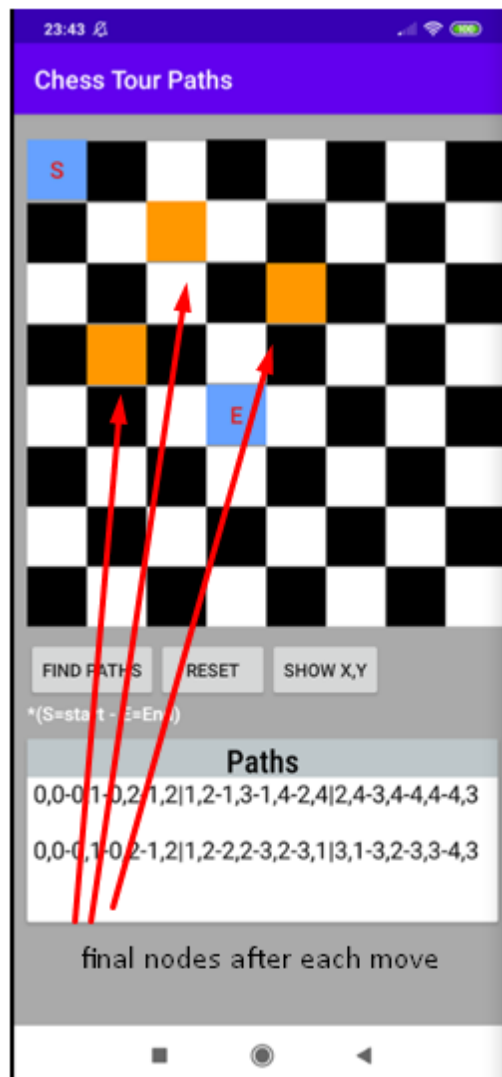 23:43 100
Chess Tour Paths
S
E
FIND PATHS RESET SHOW X,Y
*(S=start - E=End)
Paths
0,0-0,1-0,2-1,2|1,2-1,3-1,4-2,4|2,4-3,4-4,4-4,3
0,0-0,1-0,2-1,2|1,2-2,2-3,2-3,1|3,1-3,2-3,3-4,3
final nodes after each move